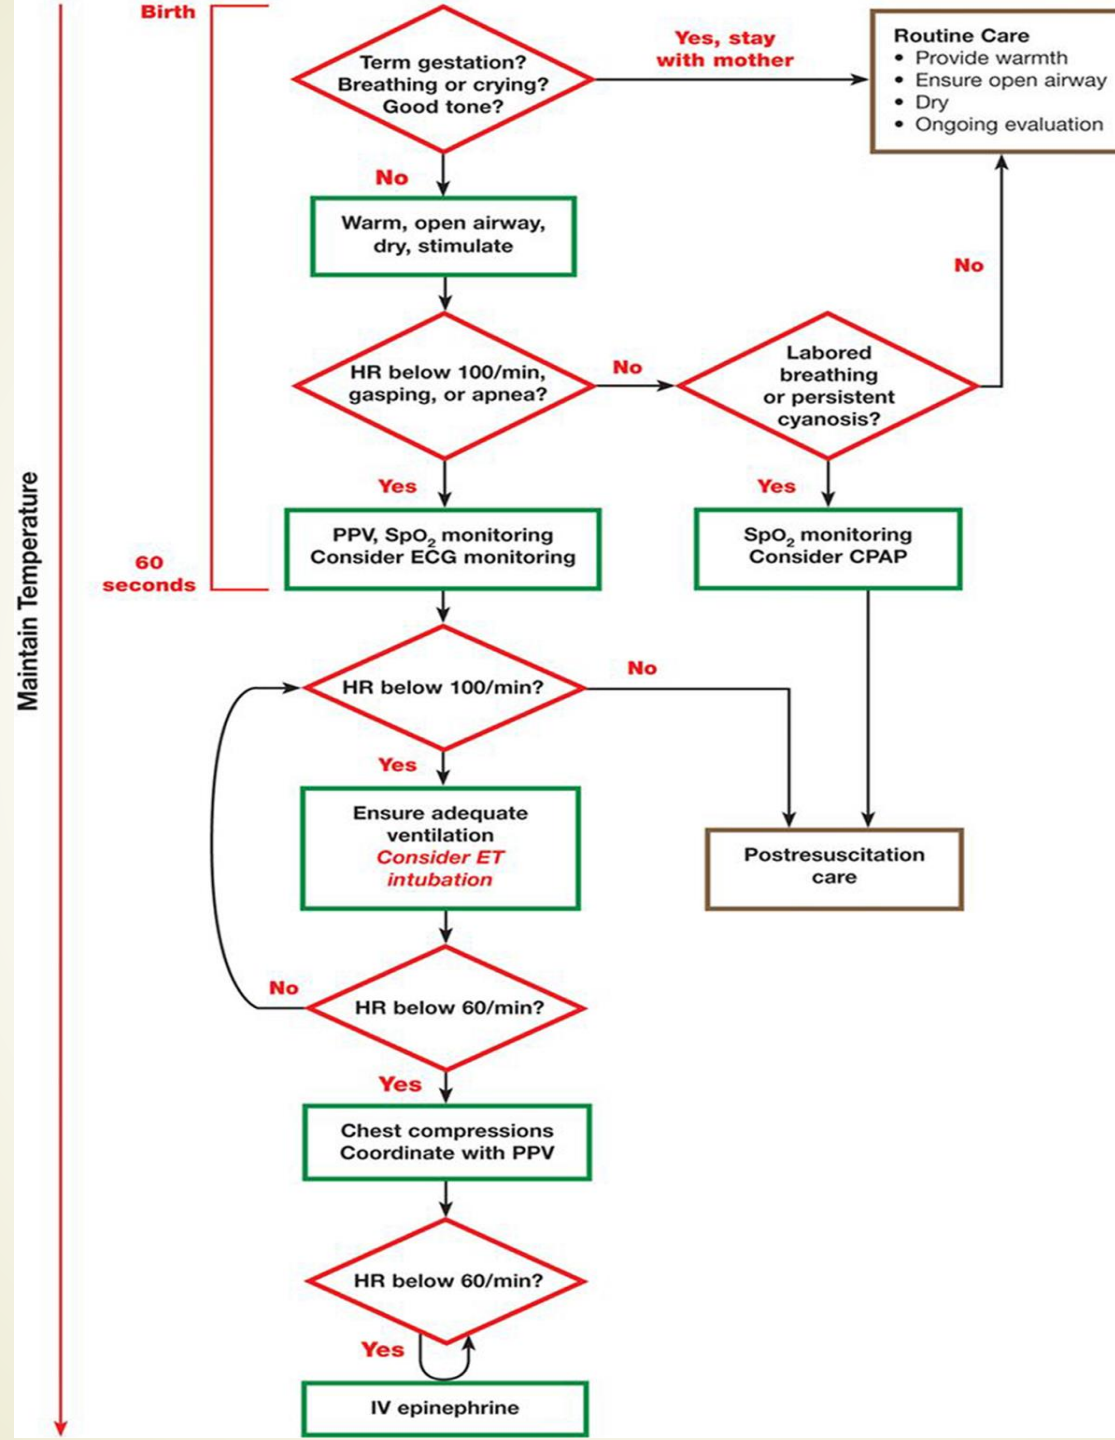 Birth
Term gestation?
Breathing or crying?
Good tone?
Yes, stay
with mother
Routine Care
• Provide warmth
• Ensure open airway
• Dry
• Ongoing evaluation
No
Warm, open airway,
dry, stimulate
No
HR below 100/min,
gasping, or apnea?
No
Labored
breathing
or persistent
cyanosis?
Yes
Yes
PPV, SpO₂ monitoring
Consider ECG monitoring
SpO₂ monitoring
Consider CPAP
60
seconds
Maintain Temperature
HR below 100/min?
No
Yes
Ensure adequate
ventilation
Consider ET
intubation
Postresuscitation
care
No
HR below 60/min?
Yes
Chest compressions
Coordinate with PPV
HR below 60/min?
Yes
IV epinephrine